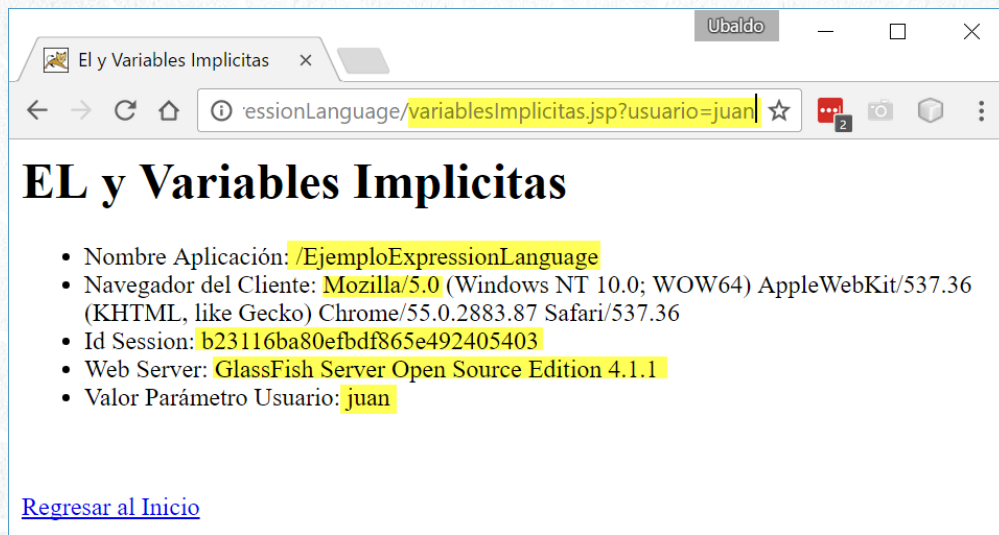 Ubaldo
El y Variables Implicitas
ressionLanguage/variablesImplicitas.jsp?usuario=juan
2
EL y Variables Implicitas
Nombre Aplicación: /EjemploExpressionLanguage
Navegador del Cliente: Mozilla/5.0 (Windows NT 10.0; WOW64) AppleWebKit/537.36
(KHTML, like Gecko) Chrome/55.0.2883.87 Safari/537.36
Id Session: b23116ba80efbdf865e492405403
Web Server: GlassFish Server Open Source Edition 4.1.1
Valor Parámetro Usuario: juan
Regresar al Inicio